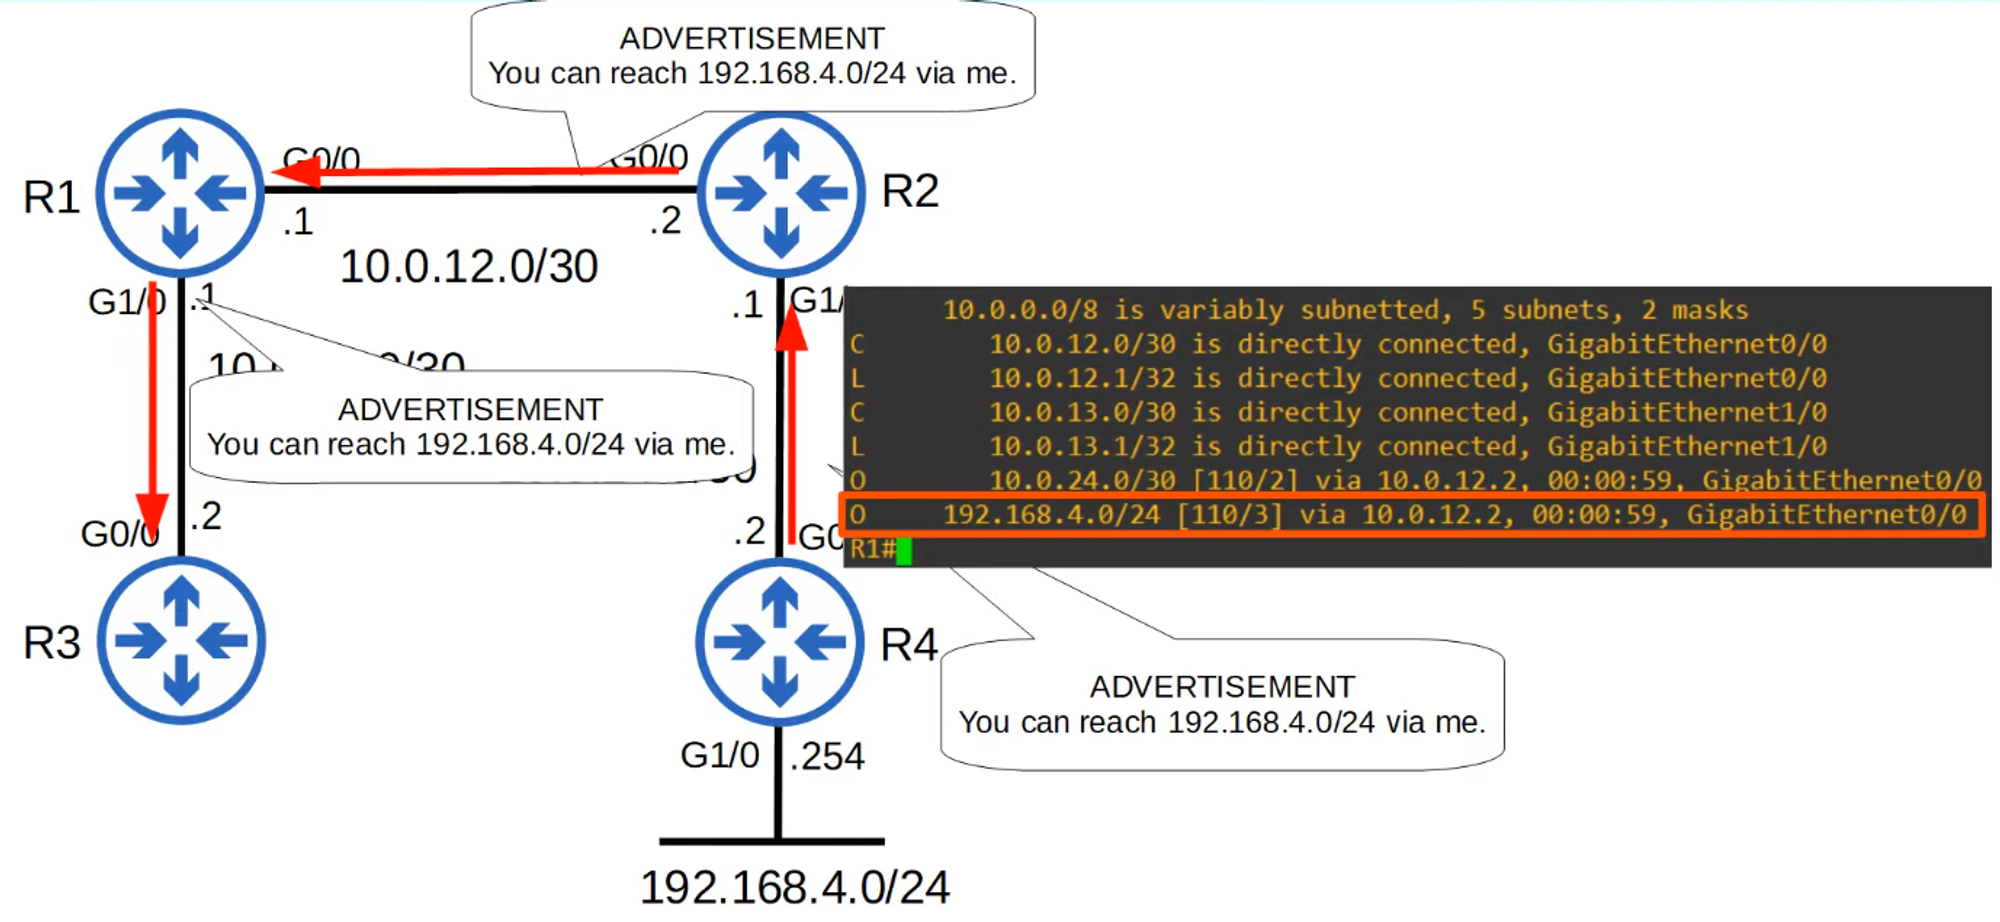 ADVERTISEMENT
You can reach 192.168.4.0/24 via me.
G0/0
G0/0
R1
R2
.1
.2
10.0.12.0/30
G1/0
.1
.1
G1/
10.0.0.0/8 is variably subnetted, 5 subnets, 2 masks
C 10.0.12.0/30 is directly connected, GigabitEthernet0/0
L 10.0.12.1/32 is directly connected, GigabitEthernet0/0
C 10.0.13.0/30 is directly connected, GigabitEthernet1/0
L 10.0.13.1/32 is directly connected, GigabitEthernet1/0
O 10.0.24.0/30 [110/2] via 10.0.12.2, 00:00:59, GigabitEthernet0/0
O 192.168.4.0/24 [110/3] via 10.0.12.2, 00:00:59, GigabitEthernet0/0
R1#
ADVERTISEMENT
You can reach 192.168.4.0/24 via me.
G0/0
.2
.2
G0
R3
R4
ADVERTISEMENT
You can reach 192.168.4.0/24 via me.
G1/0
.254
192.168.4.0/24